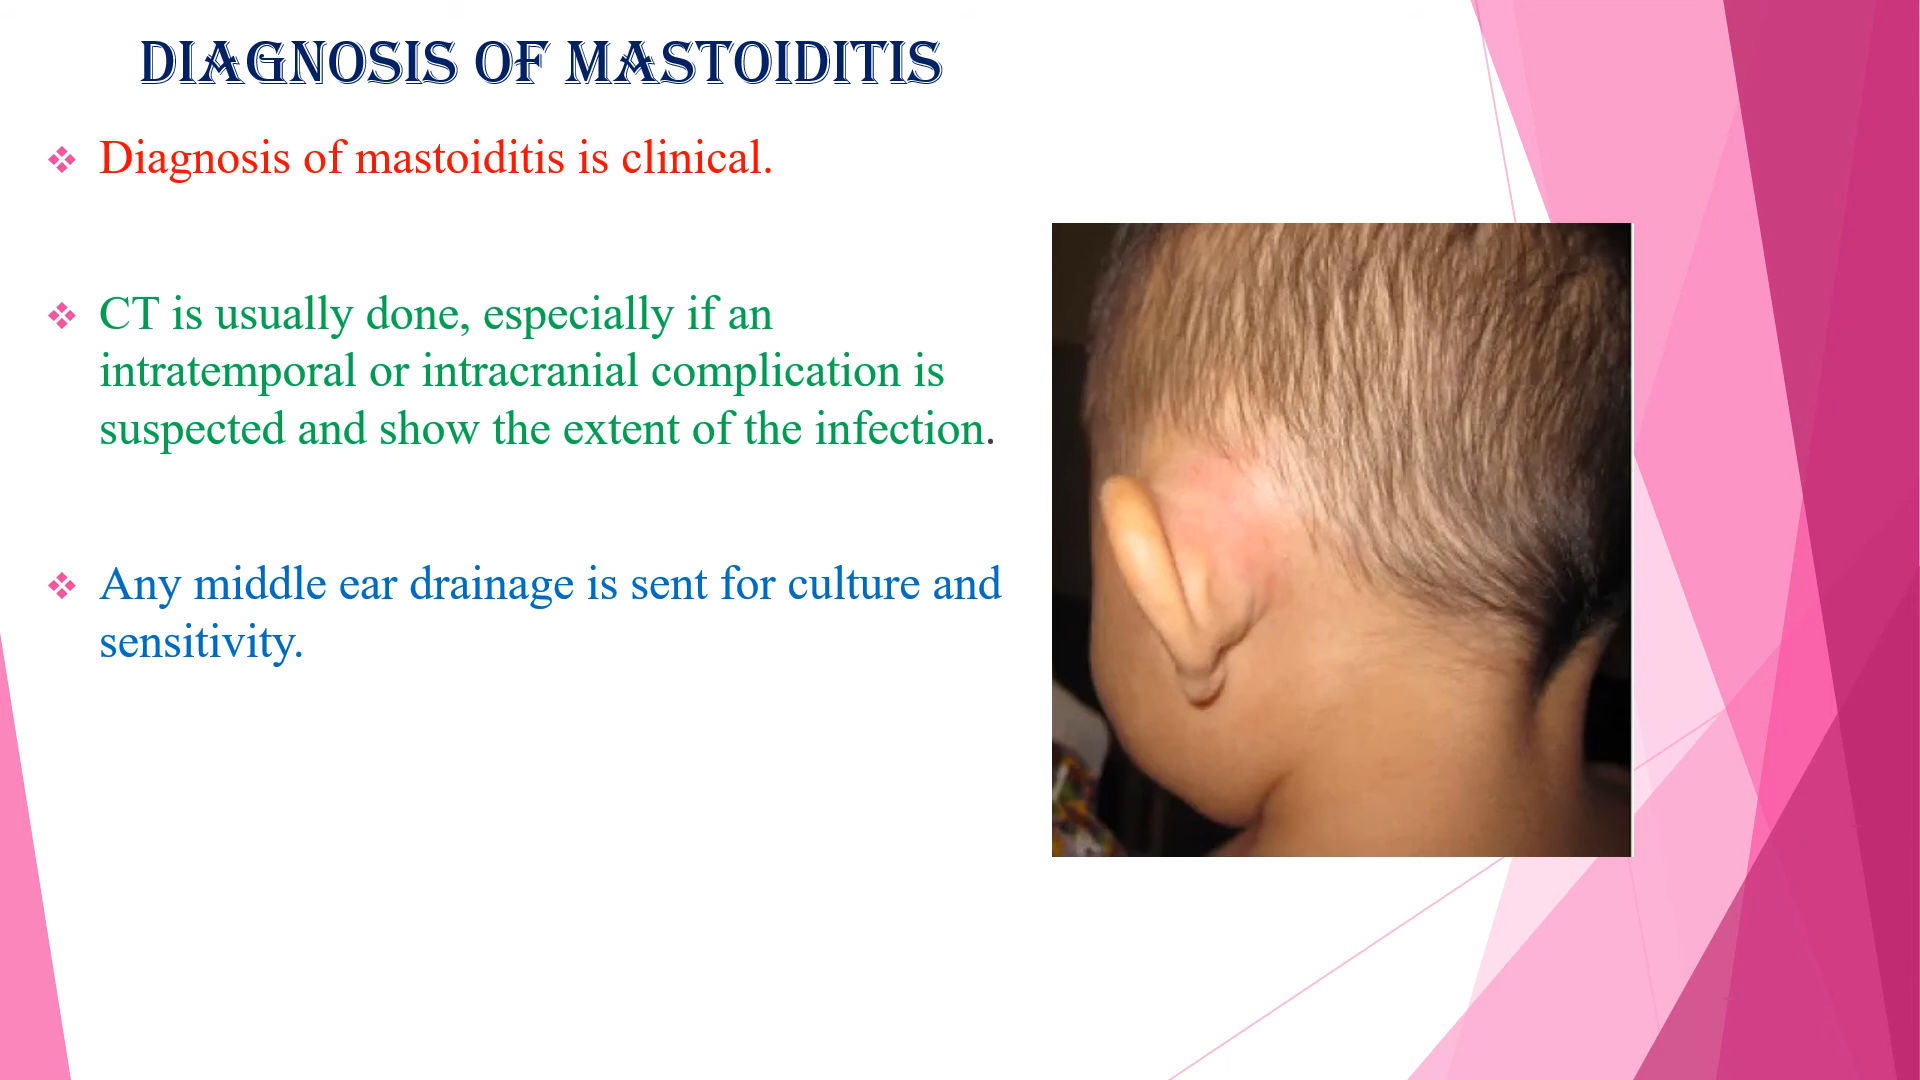 DIAGNOSIS OF MASTOIDITIS
Diagnosis of mastoiditis is clinical.
CT is usually done, especially if an
intratemporal or intracranial complication is
suspected and show the extent of the infection.
Any middle ear drainage is sent for culture and
sensitivity.